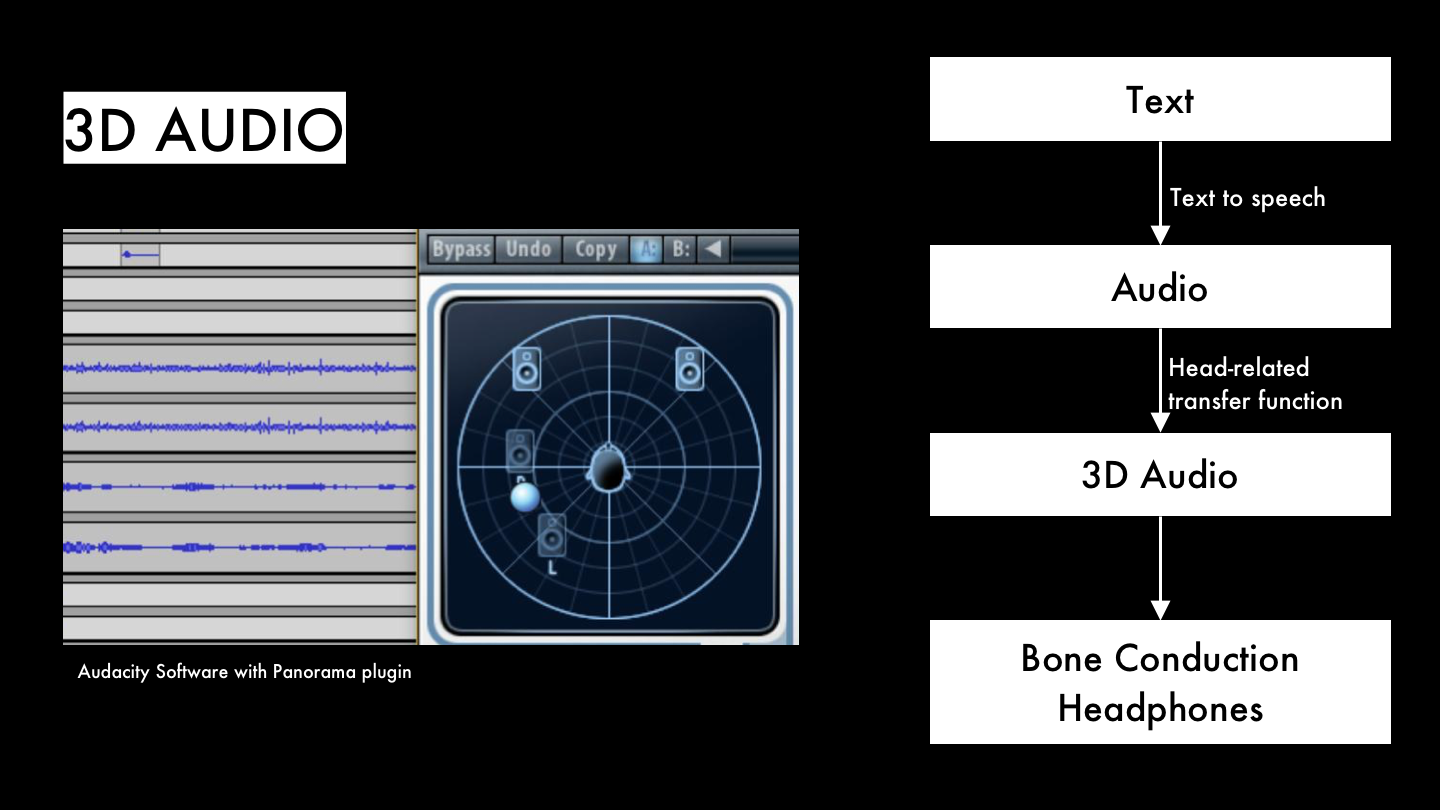 3D AUDIO
Bypass Undo Copy A: B:
R
L
Audacity Software with Panorama plugin
Text
Text to speech
Audio
Head-related
transfer function
3D Audio
Bone Conduction
Headphones